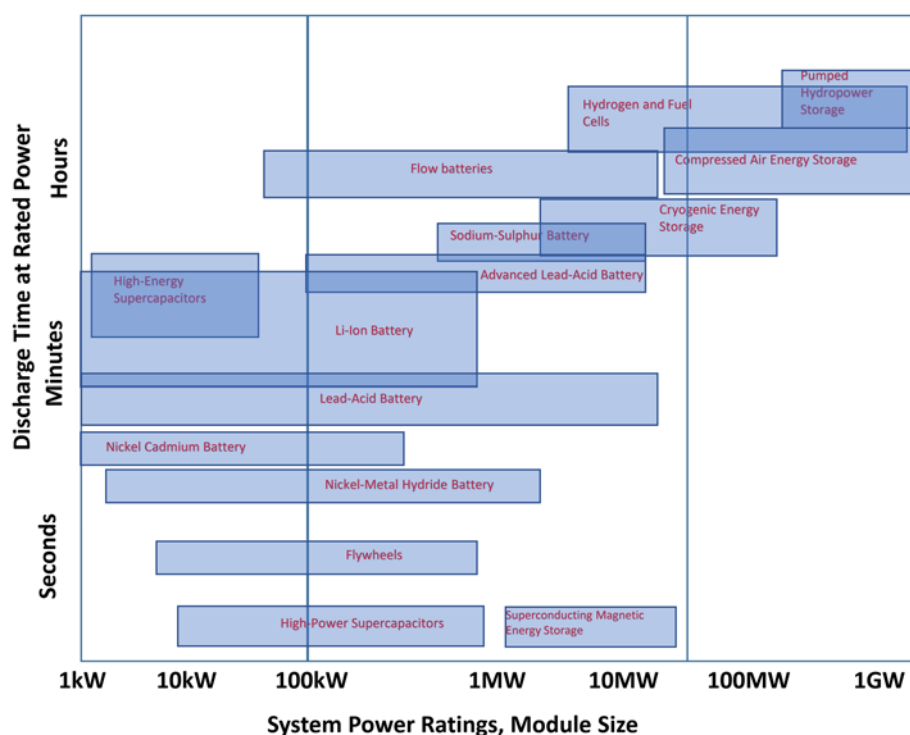 Pumped
Hydropower
Storage
Hydrogen and Fuel
Cells
Compressed Air Energy Storage
Flow batteries
Cryogenic Energy
Storage
Sodium-Sulphur Battery
Advanced Lead-Acid Battery
High-Energy
Supercapacitors
Li-Ion Battery
Lead-Acid Battery
Nickel Cadmium Battery
Nickel-Metal Hydride Battery
Flywheels
High-Power Supercapacitors
Superconducting Magnetic
Energy Storage
Discharge Time at Rated Power
Hours
Minutes
Seconds
1kW 10kW 100kW 1MW 10MW 100MW 1GW
System Power Ratings, Module Size